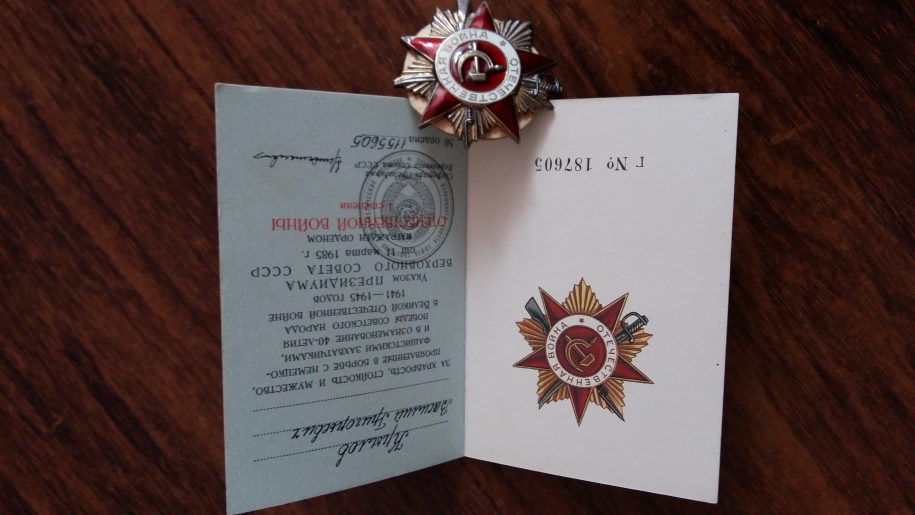 Крылов
Василий Григорьевич
ЗА ХРАБРОСТЬ, СТОЙКОСТЬ И МУЖЕСТВО,
ПРОЯВЛЕННЫЕ В БОРЬБЕ С НЕМЕЦКО-
ФАШИСТСКИМИ ЗАХВАТЧИКАМИ,
И В ОЗНАМЕНОВАНИЕ 40-ЛЕТИЯ
ПОБЕДЫ СОВЕТСКОГО НАРОДА
В ВЕЛИКОЙ ОТЕЧЕСТВЕННОЙ ВОЙНЕ
1941—1945 ГОДОВ
УКАЗОМ ПРЕЗИДИУМА
ВЕРХОВНОГО СОВЕТА СССР
от 11 марта 1985 г.
НАГРАЖДЕН ОРДЕНОМ
ОТЕЧЕСТВЕННОЙ ВОЙНЫ
СТЕПЕНИ
Секретарь Президиума
Верховного Совета СССР
№ ордена 1155605
ОТЕЧЕСТВЕННАЯ ВОЙНА
Г № 187605
ОТЕЧЕСТВЕННАЯ ВОЙНА